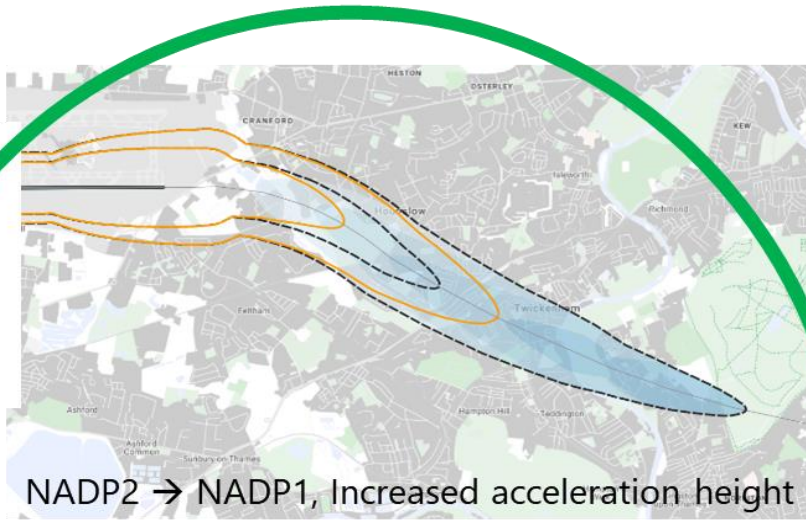 HESTON
OSTERLEY
CRANFORD
KEW
Isleworth
Hounslow
Richmond
Feltham
Twickenham
Ashford
Hampton Hill
Teddington
Ashford
Common
Sunbury-on-Thames
NADP2 → NADP1, Increased acceleration height